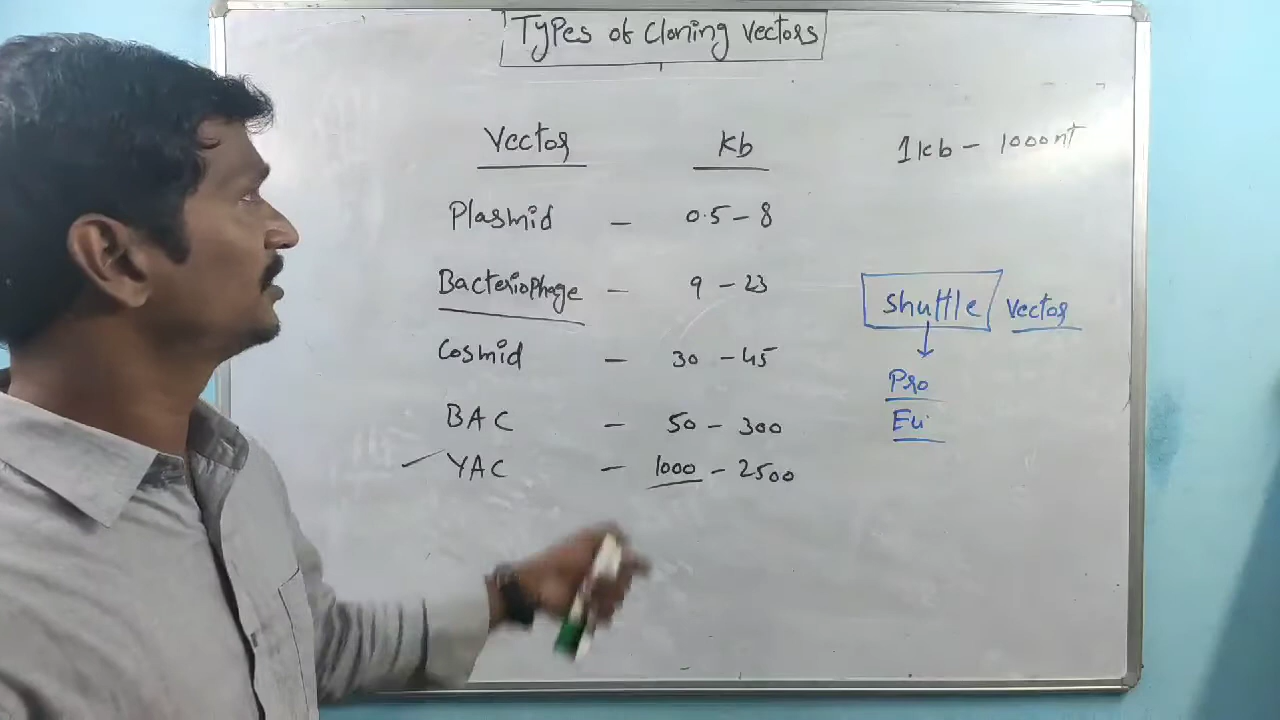 Types of Cloning Vectors
Vector Kb
1kb - 1000nt
Plasmid - 0.5 - 8
Bacteriophage - 9 - 23
Cosmid - 30 - 45
BAC - 50 - 300
YAC - 1000 - 2500
Shuttle Vector
Pro
Eu